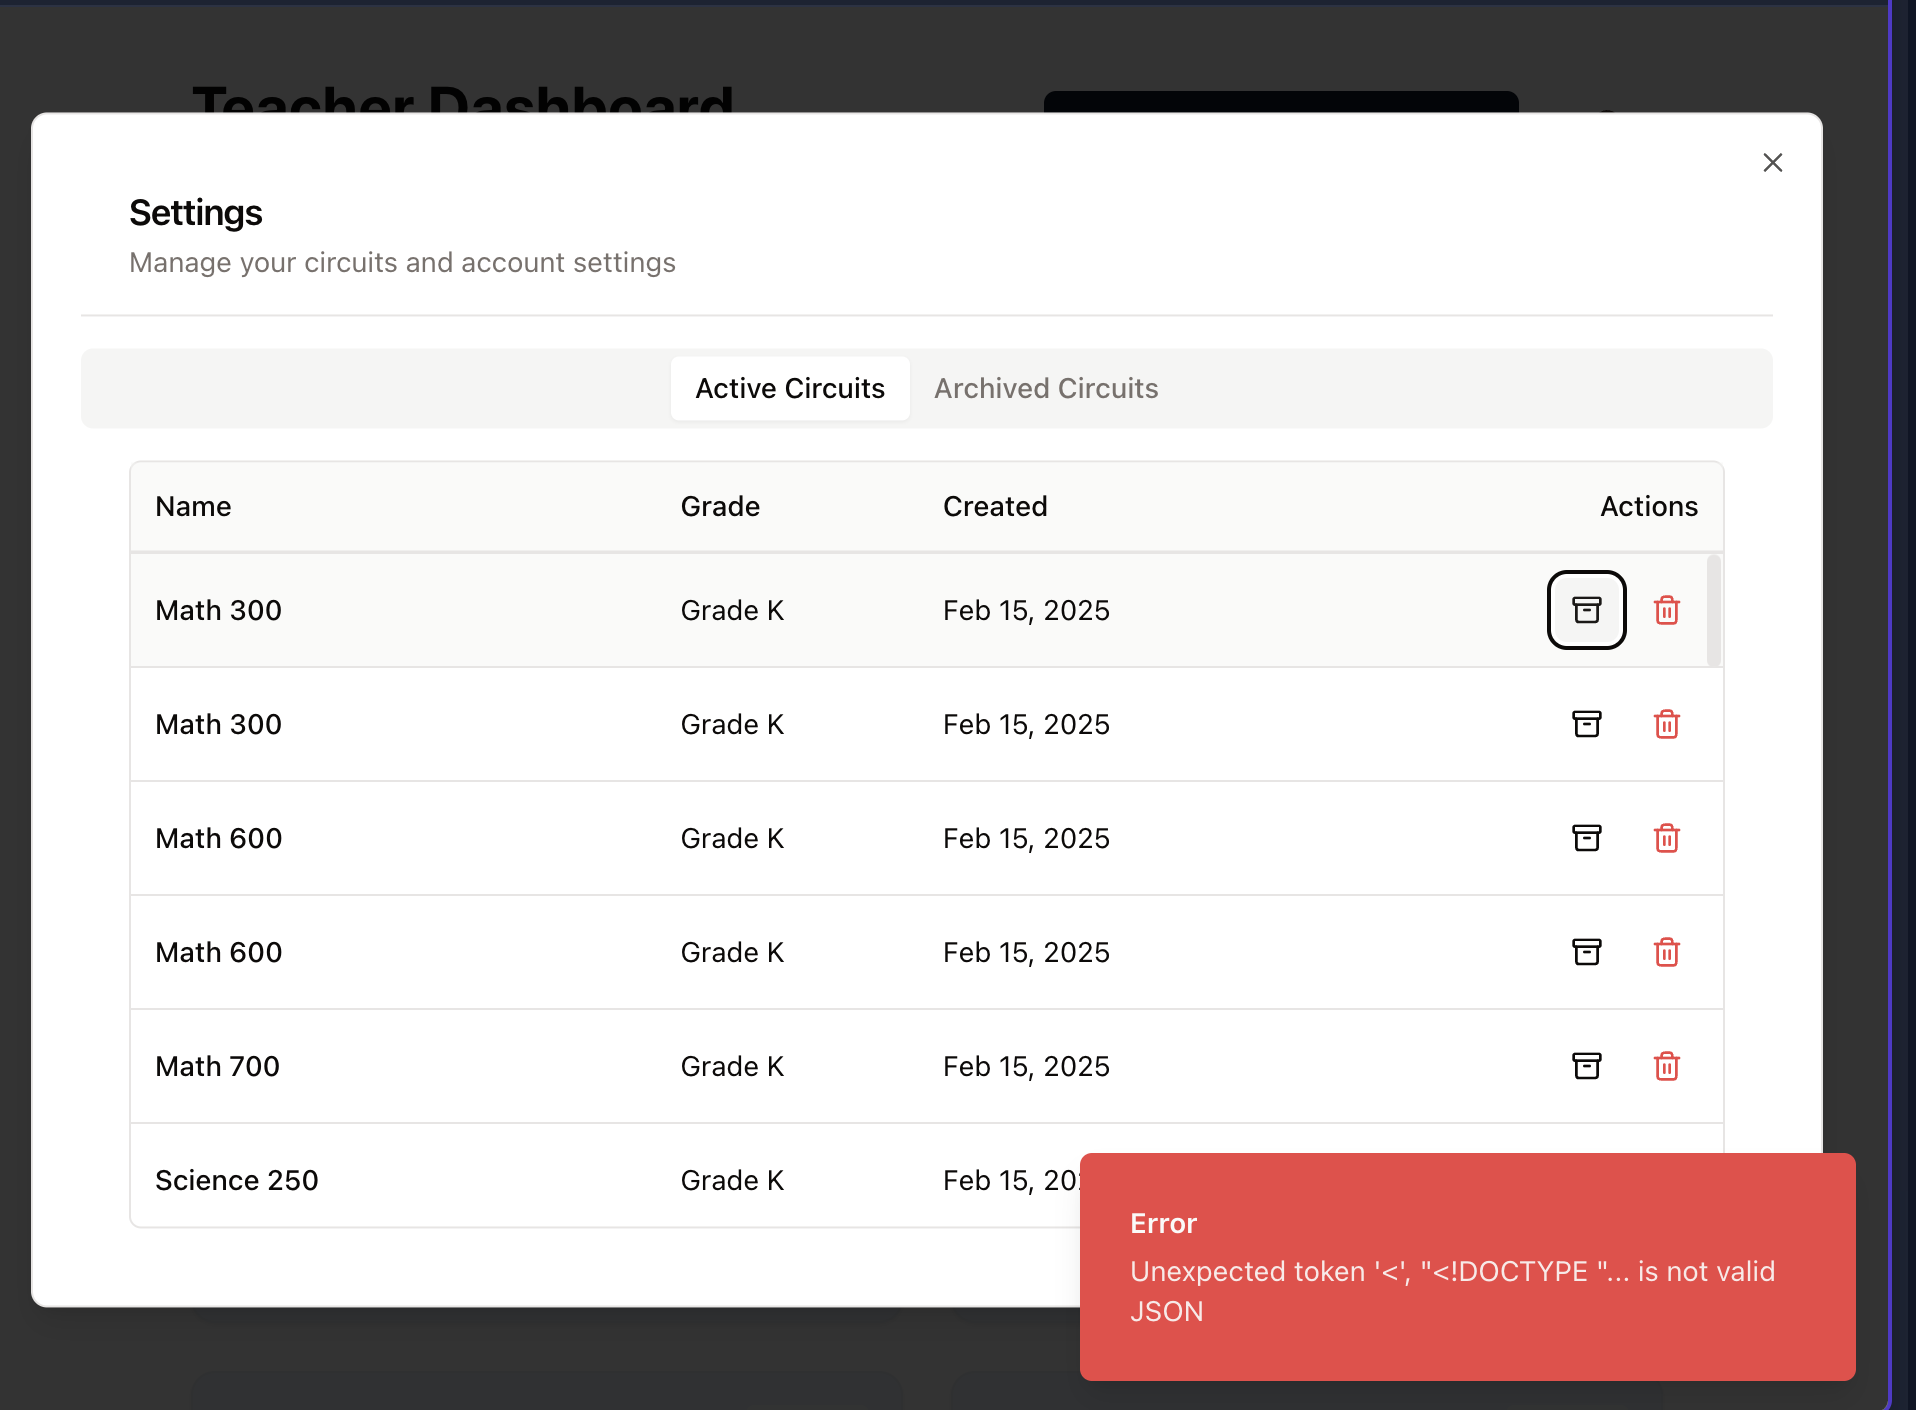 Teacher Dashboard
Settings
Manage your circuits and account settings
Active Circuits Archived Circuits
Name Grade Created Actions
Math 300 Grade K Feb 15, 2025
Math 300 Grade K Feb 15, 2025
Math 600 Grade K Feb 15, 2025
Math 600 Grade K Feb 15, 2025
Math 700 Grade K Feb 15, 2025
Science 250 Grade K Feb 15, 20
Error
Unexpected token '<', "<!DOCTYPE "... is not valid
JSON